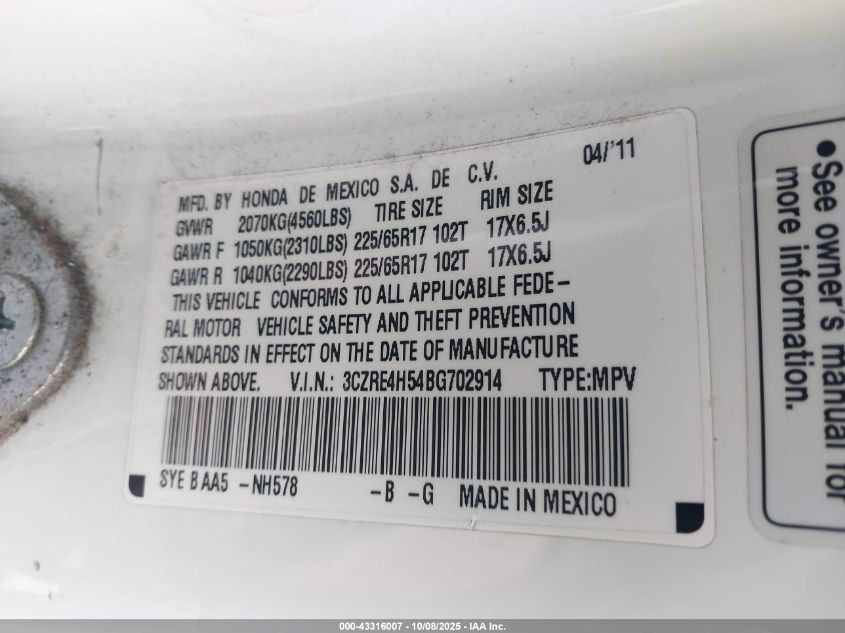 04/'11
MFD. BY HONDA DE MEXICO S.A. DE C.V.
GVWR 2070KG(4560LBS) TIRE SIZE RIM SIZE
GAWR F 1050KG(2310LBS) 225/65R17 102T 17X6.5J
GAWR R 1040KG(2290LBS) 225/65R17 102T 17X6.5J
THIS VEHICLE CONFORMS TO ALL APPLICABLE FEDE-
RAL MOTOR VEHICLE SAFETY AND THEFT PREVENTION
STANDARDS IN EFFECT ON THE DATE OF MANUFACTURE
SHOWN ABOVE. V.I.N.: 3CZRE4H54BG702914 TYPE:MPV
SYE B AA5 -NH578 -B -G MADE IN MEXICO
●See owner's manual for
more information.
000-43316007 - 10/08/2025 - IAA Inc.